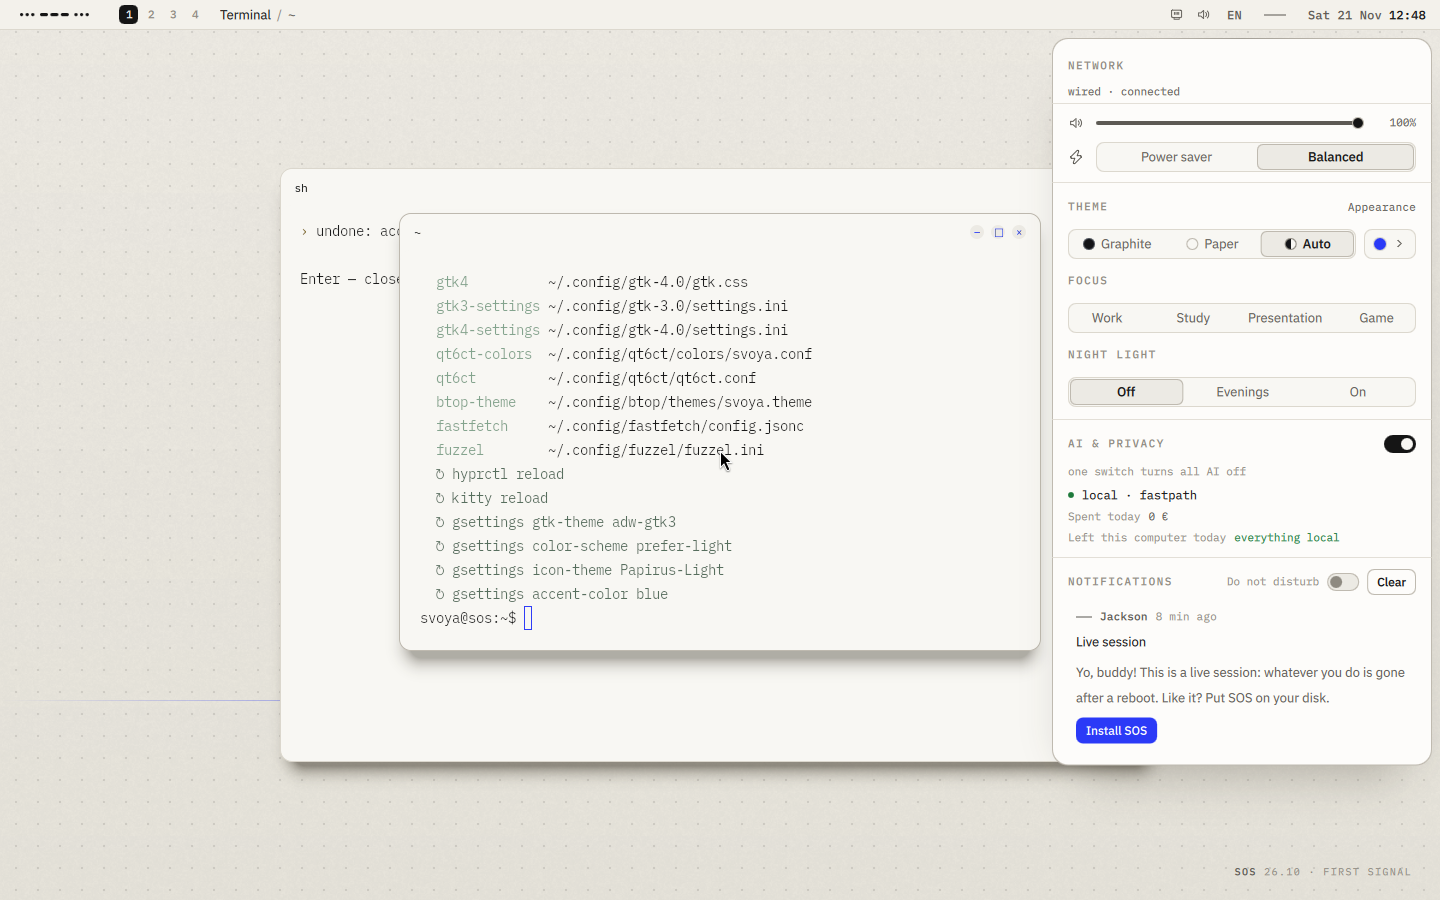 1 2 3 4 Terminal / ~ EN Sat 21 Nov 12:48
sh
› undone: acc
Enter — close
~
gtk4 ~/.config/gtk-4.0/gtk.css
gtk3-settings ~/.config/gtk-3.0/settings.ini
gtk4-settings ~/.config/gtk-4.0/settings.ini
qt6ct-colors ~/.config/qt6ct/colors/svoya.conf
qt6ct ~/.config/qt6ct/qt6ct.conf
btop-theme ~/.config/btop/themes/svoya.theme
fastfetch ~/.config/fastfetch/config.jsonc
fuzzel ~/.config/fuzzel/fuzzel.ini
↻ hyprctl reload
↻ kitty reload
↻ gsettings gtk-theme adw-gtk3
↻ gsettings color-scheme prefer-light
↻ gsettings icon-theme Papirus-Light
↻ gsettings accent-color blue
svoya@sos:~$
NETWORK
wired · connected
100%
Power saver Balanced
THEME Appearance
Graphite Paper Auto
FOCUS
Work Study Presentation Game
NIGHT LIGHT
Off Evenings On
AI & PRIVACY
one switch turns all AI off
local · fastpath
Spent today 0 €
Left this computer today everything local
NOTIFICATIONS Do not disturb Clear
— Jackson 8 min ago
Live session
Yo, buddy! This is a live session: whatever you do is gone
after a reboot. Like it? Put SOS on your disk.
Install SOS
SOS 26.10 · FIRST SIGNAL